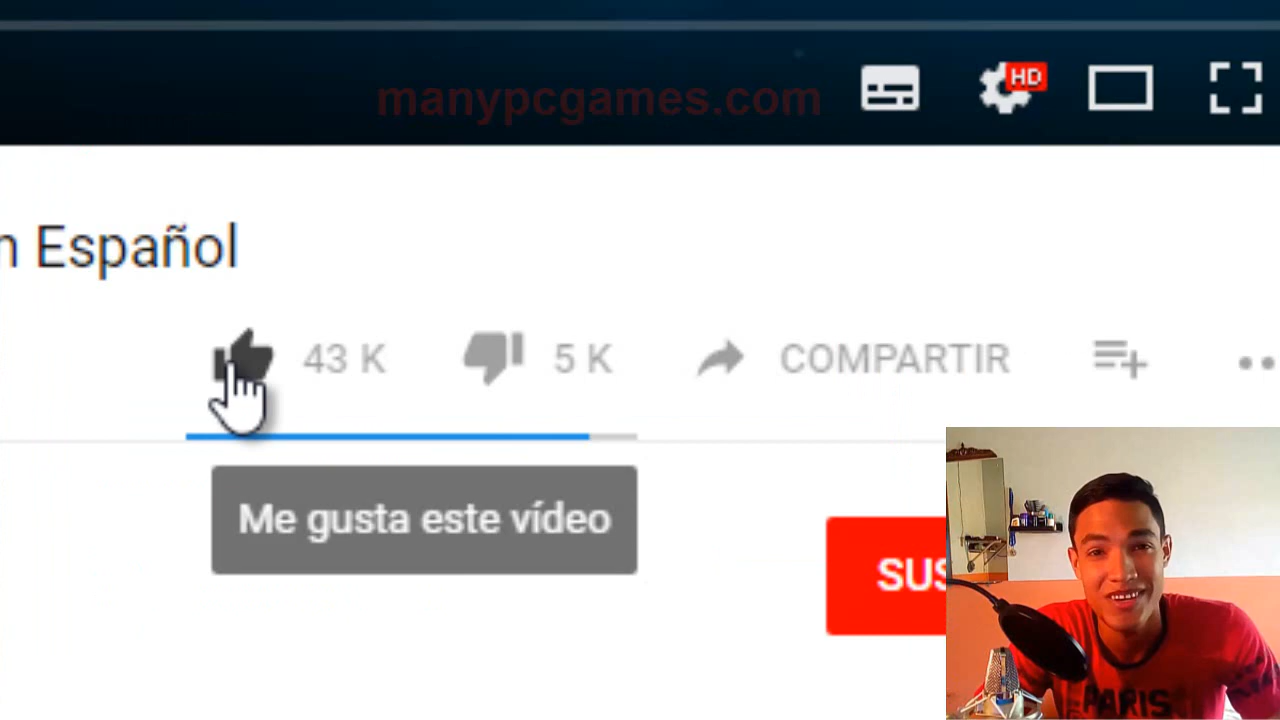 HD
manypcgames.com
n Español
43 K 5 K COMPARTIR
Me gusta este vídeo
SUS
PARIS